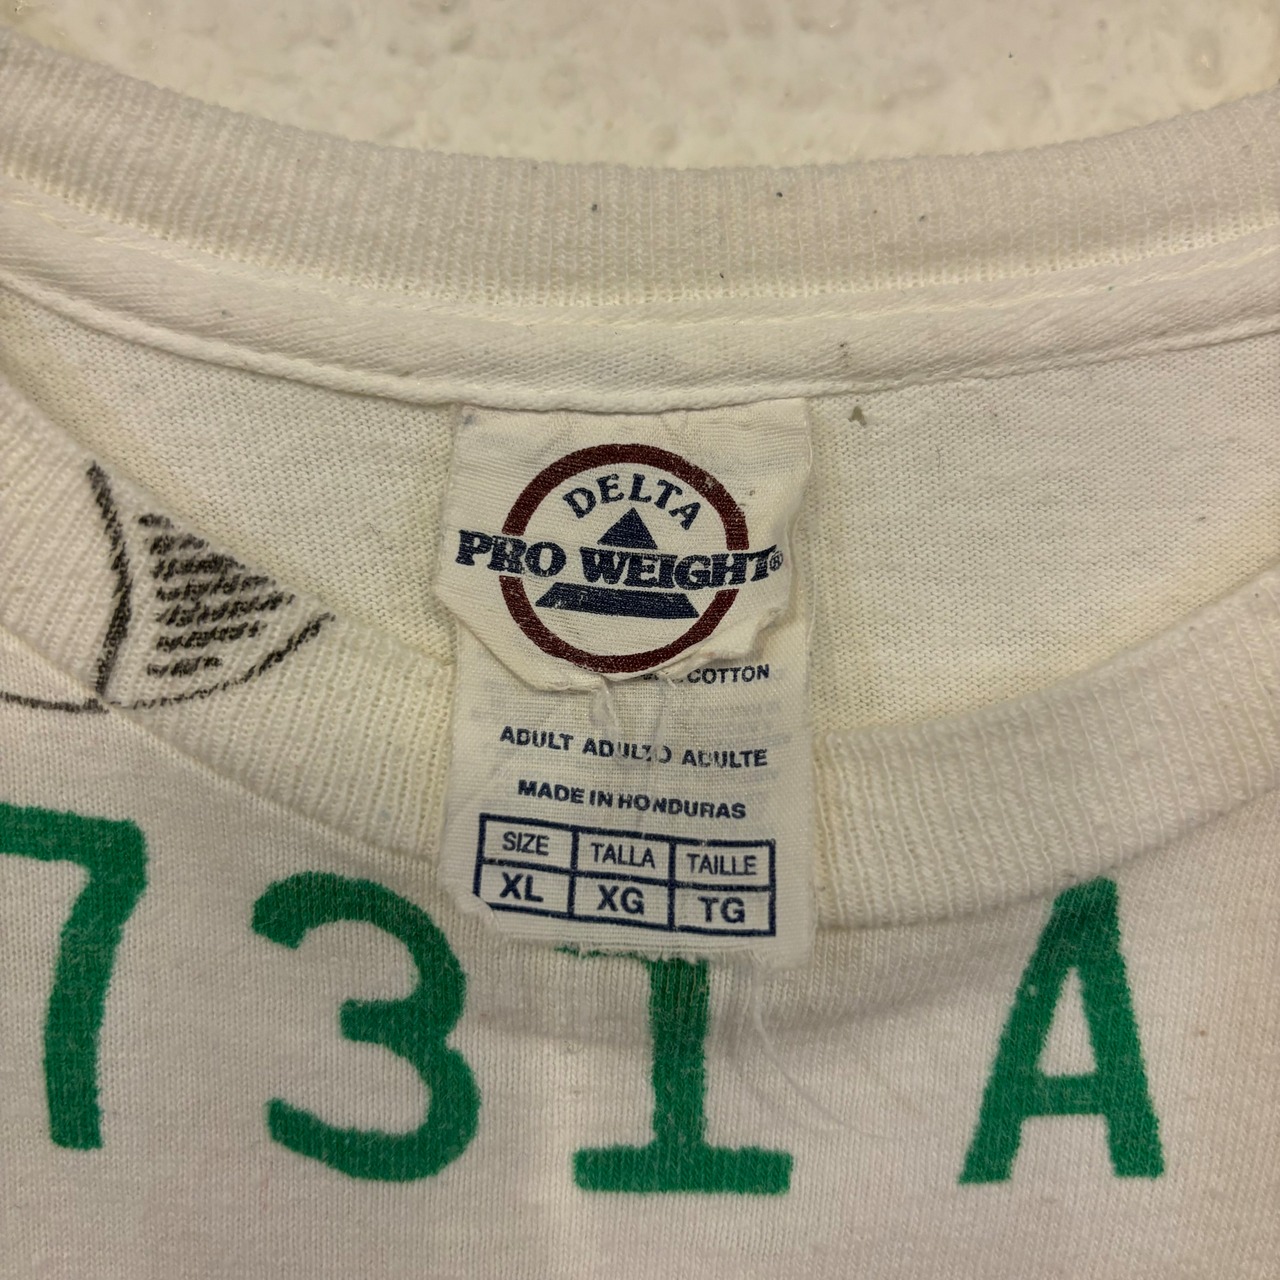 DELTA
PRO WEIGHT®
COTTON
ADULT ADULTO ADULTE
MADE IN HONDURAS
SIZE TALLA TAILLE
XL XG TG
731 A